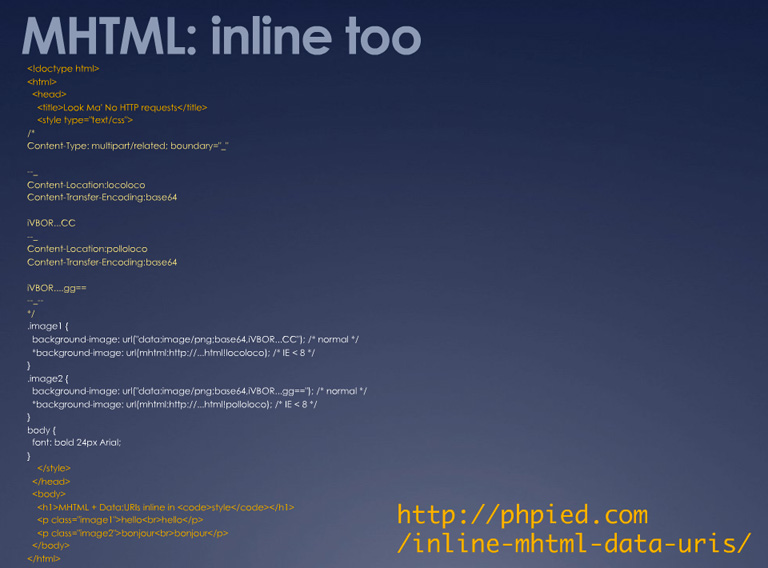 MHTML: inline too
<!doctype html>
<html>
<head>
<title>Look Ma' No HTTP requests</title>
<style type="text/css">
/*
Content-Type: multipart/related; boundary="_"
--_
Content-Location:locoloco
Content-Transfer-Encoding:base64
iVBOR...CC
--_
Content-Location:polloloco
Content-Transfer-Encoding:base64
iVBOR....gg==
--_--
*/
.image1 {
background-image: url("data:image/png;base64,iVBOR...CC"); /* normal */
*background-image: url(mhtml:http://...html!locoloco); /* IE < 8 */
}
.image2 {
background-image: url("data:image/png;base64,iVBOR...gg=="); /* normal */
*background-image: url(mhtml:http://...html!polloloco); /* IE < 8 */
}
body {
font: bold 24px Arial;
}
</style>
</head>
<body>
<h1>MHTML + Data:URIs inline in <code>style</code></h1>
<p class="image1">hello<br>hello</p>
<p class="image2">bonjour<br>bonjour</p>
</body>
</html>
http://phpied.com
/inline-mhtml-data-uris/